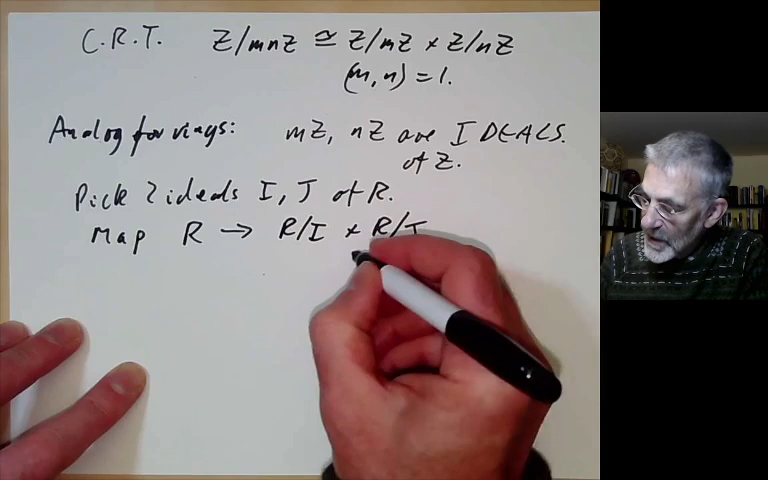 C.R.T. Z/mnZ ≅ Z/mZ × Z/nZ
(m,n) = 1.
Analog for rings: mZ, nZ are IDEALS.
of Z.
Pick 2 ideals I, J of R.
Map R → R/I × R/J